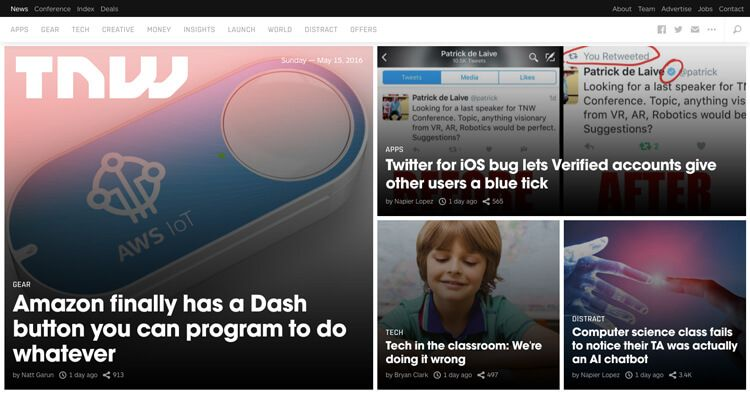 News Conference Index Deals
About Team Advertise Jobs Contact
APPS GEAR TECH CREATIVE MONEY INSIGHTS LAUNCH WORLD DISTRACT OFFERS
TNW
Sunday — May 15, 2016
AWS IoT
GEAR
Amazon finally has a Dash
button you can program to do
whatever
by Natt Garun 1 day ago 913
Patrick de Laive
10.5K Tweets
Tweets Media Likes
Patrick de Laive @patrick 1d
Looking for a last speaker for TNW
Conference. Topic, anything visionary
from VR, AR, Robotics would be perfect.
Suggestions?
You Retweeted
Patrick de Laive @patrick
Looking for a last speaker for TN
Conference. Topic, anything vis
from VR, AR, Robotics would b
Suggestions?
2
BEFORE
AFTER
APPS
Twitter for iOS bug lets Verified accounts give
other users a blue tick
by Napier Lopez 1 day ago 565
TECH
Tech in the classroom: We're
doing it wrong
by Bryan Clark 1 day ago 497
DISTRACT
Computer science class fails
to notice their TA was actually
an AI chatbot
by Napier Lopez 1 day ago 3.4K